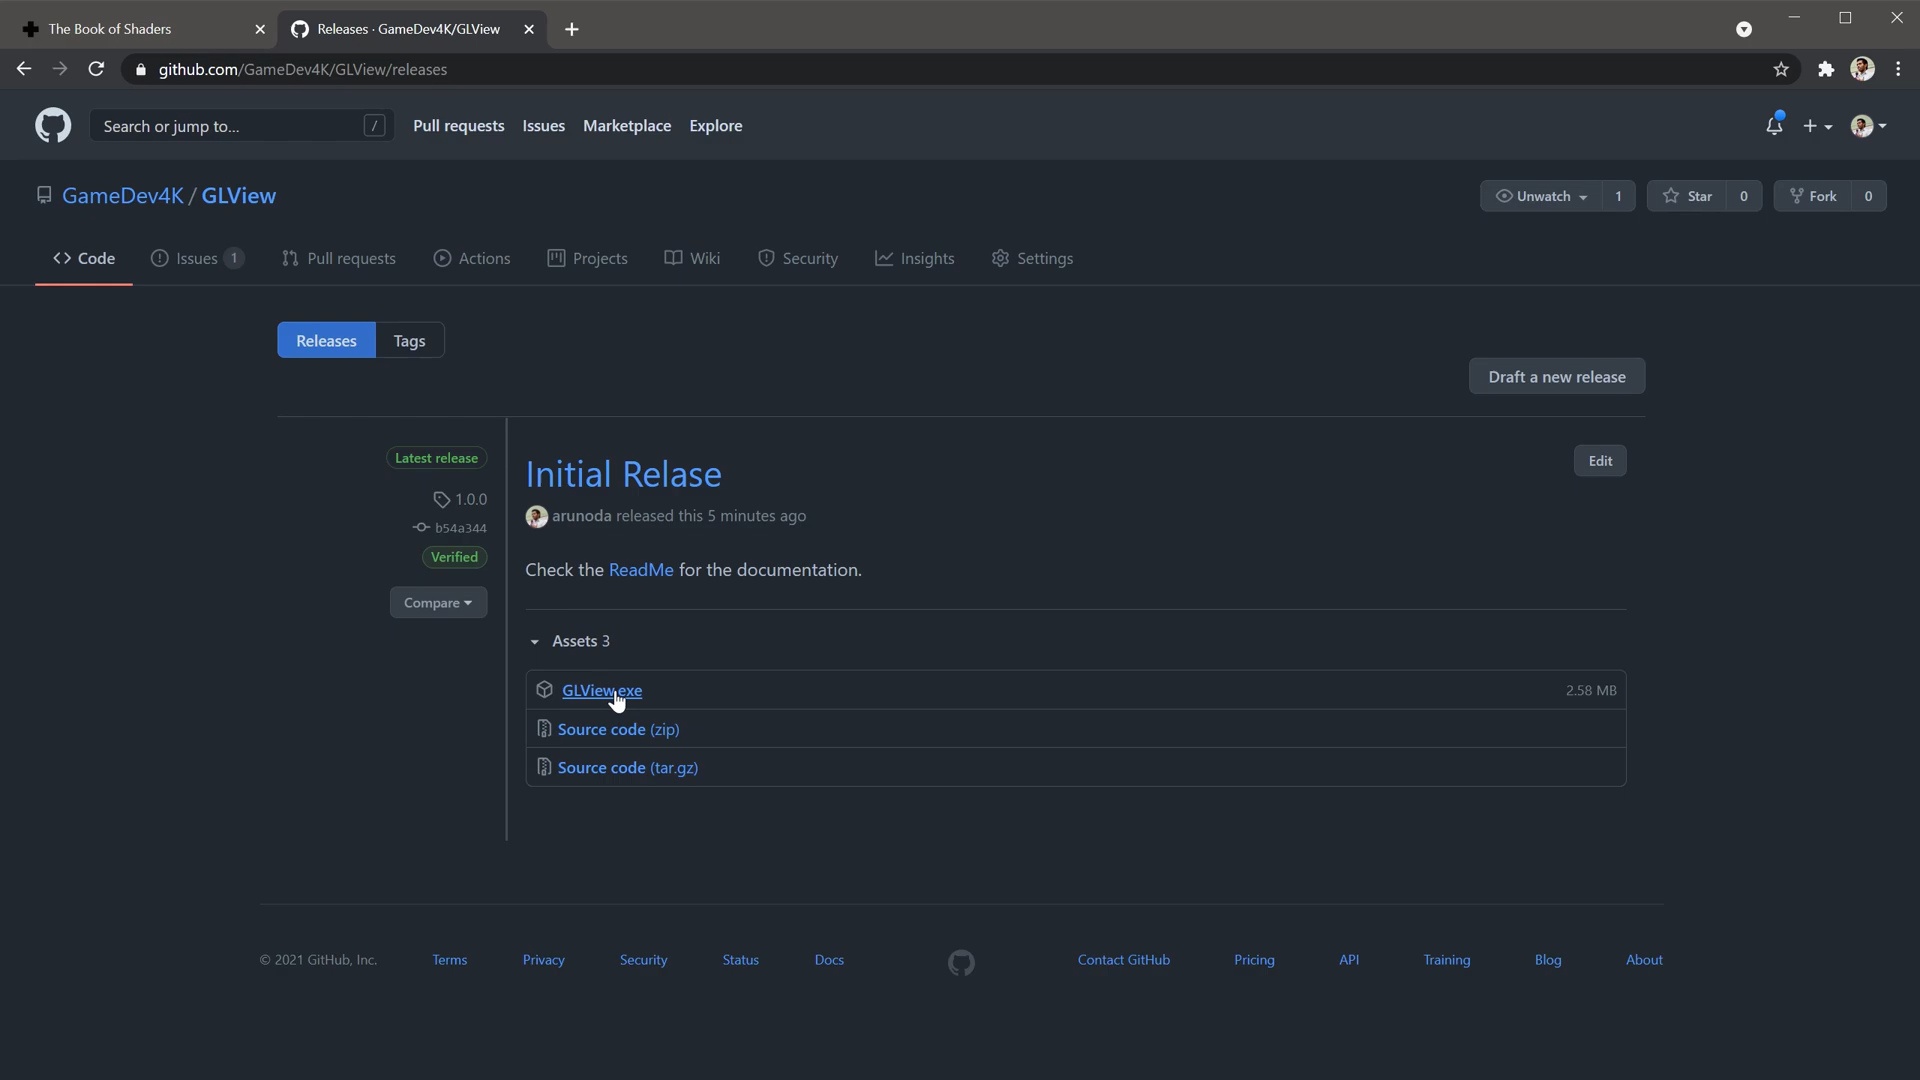 The Book of Shaders
Releases · GameDev4K/GLView
github.com/GameDev4K/GLView/releases
Search or jump to... /
Pull requests Issues Marketplace Explore
GameDev4K / GLView
Unwatch 1 Star 0 Fork 0
Code Issues 1 Pull requests Actions Projects Wiki Security Insights Settings
Releases Tags
Draft a new release
Latest release
1.0.0
b54a344
Verified
Compare
Initial Relase
Edit
arunoda released this 5 minutes ago
Check the ReadMe for the documentation.
Assets 3
GLView.exe 2.58 MB
Source code (zip)
Source code (tar.gz)
© 2021 GitHub, Inc. Terms Privacy Security Status Docs Contact GitHub Pricing API Training Blog About